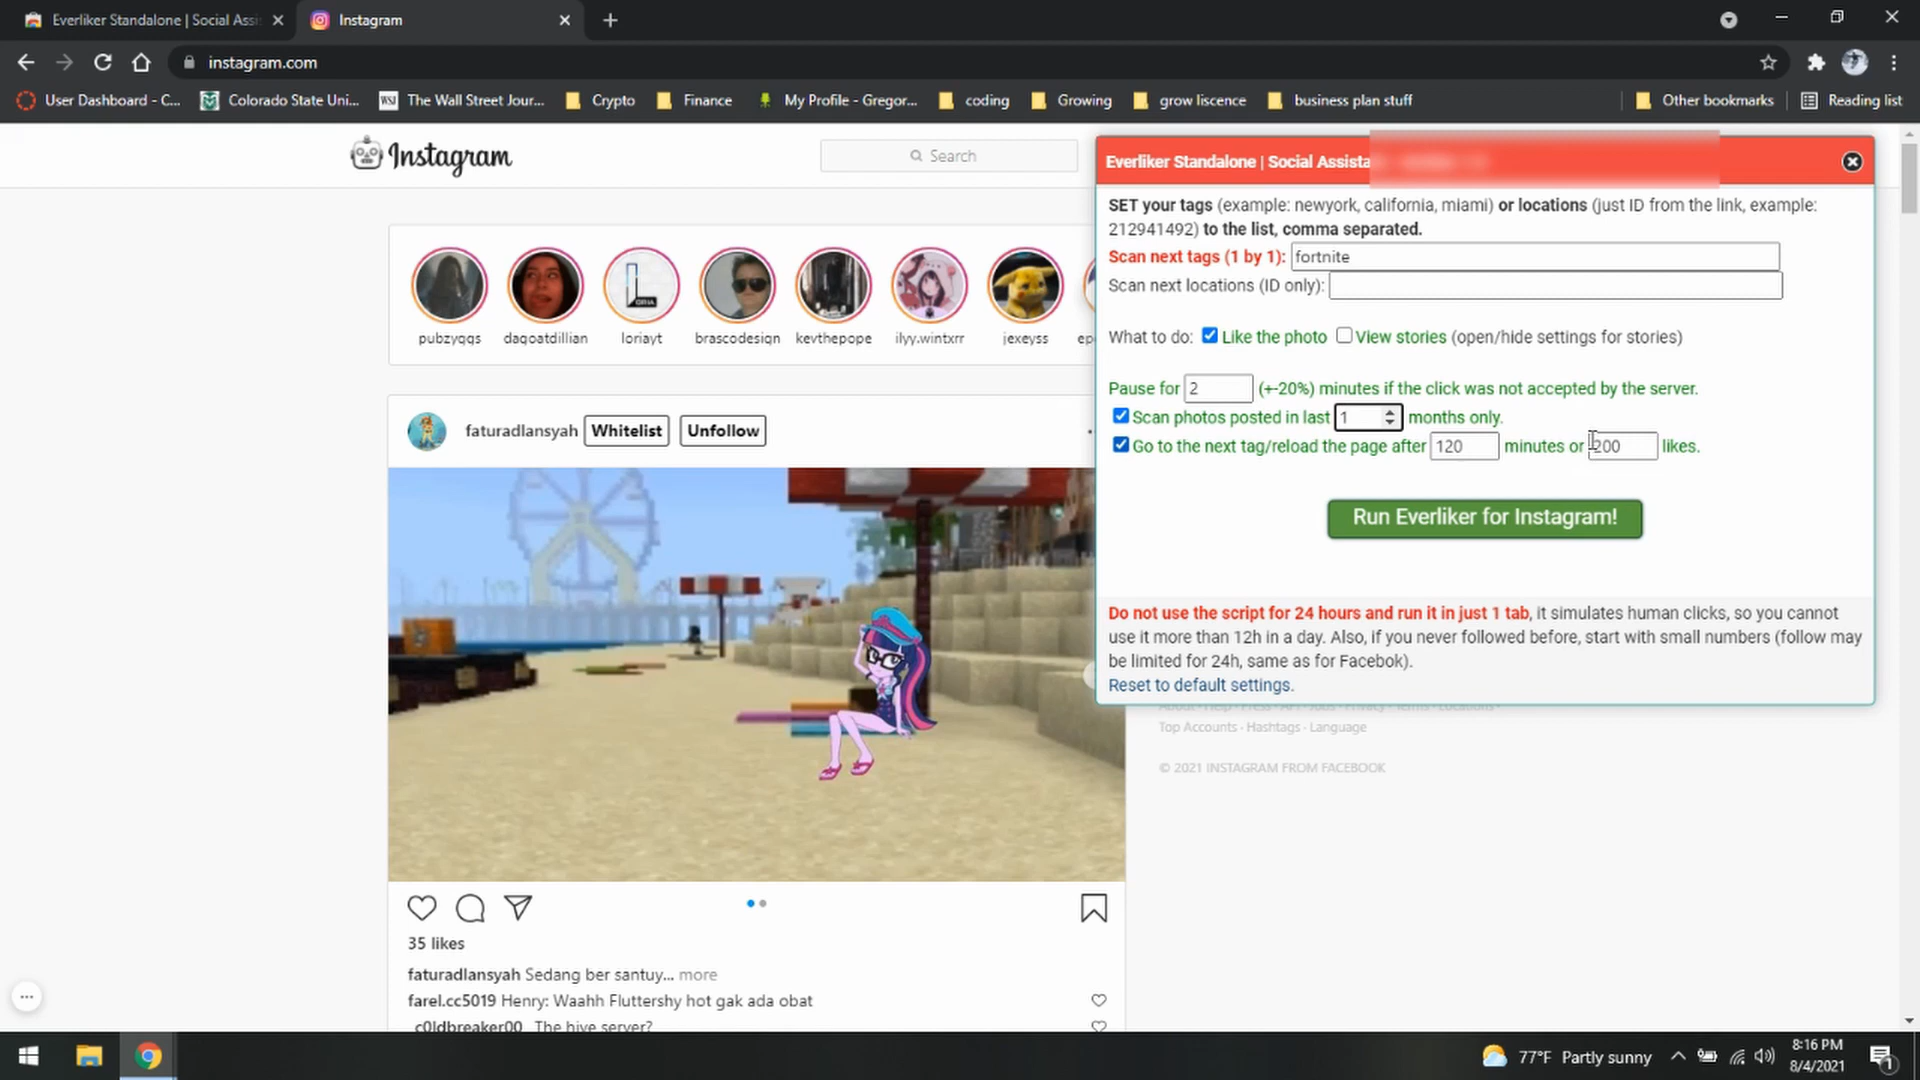 Everliker Standalone | Social Assi
Instagram
instagram.com
User Dashboard - C...
Colorado State Uni...
WSJ
The Wall Street Jour...
Crypto
Finance
My Profile - Gregor...
coding
Growing
grow liscence
business plan stuff
Other bookmarks
Reading list
Instagram
Search
pubzyqgs
daqoatdillian
loriayt
brascodesign
kevthepope
ilyy.wintxrr
jexeyss
Everliker Standalone | Social Assista
SET your tags (example: newyork, california, miami) or locations (just ID from the link, example:
212941492) to the list, comma separated.
Scan next tags (1 by 1): fortnite
Scan next locations (ID only):
What to do: Like the photo View stories (open/hide settings for stories)
Pause for 2 (+-20%) minutes if the click was not accepted by the server.
Scan photos posted in last 1 months only.
Go to the next tag/reload the page after 120 minutes or 200 likes.
Run Everliker for Instagram!
Do not use the script for 24 hours and run it in just 1 tab, it simulates human clicks, so you cannot
use it more than 12h in a day. Also, if you never followed before, start with small numbers (follow may
be limited for 24h, same as for Facebok).
Reset to default settings.
Top Accounts · Hashtags · Language
© 2021 INSTAGRAM FROM FACEBOOK
faturadlansyah Whitelist Unfollow
35 likes
faturadlansyah Sedang ber santuy... more
farel.cc5019 Henry: Waahh Fluttershy hot gak ada obat
_c0ldbreaker00_ The hive server?
77°F Partly sunny
8:16 PM
8/4/2021
1